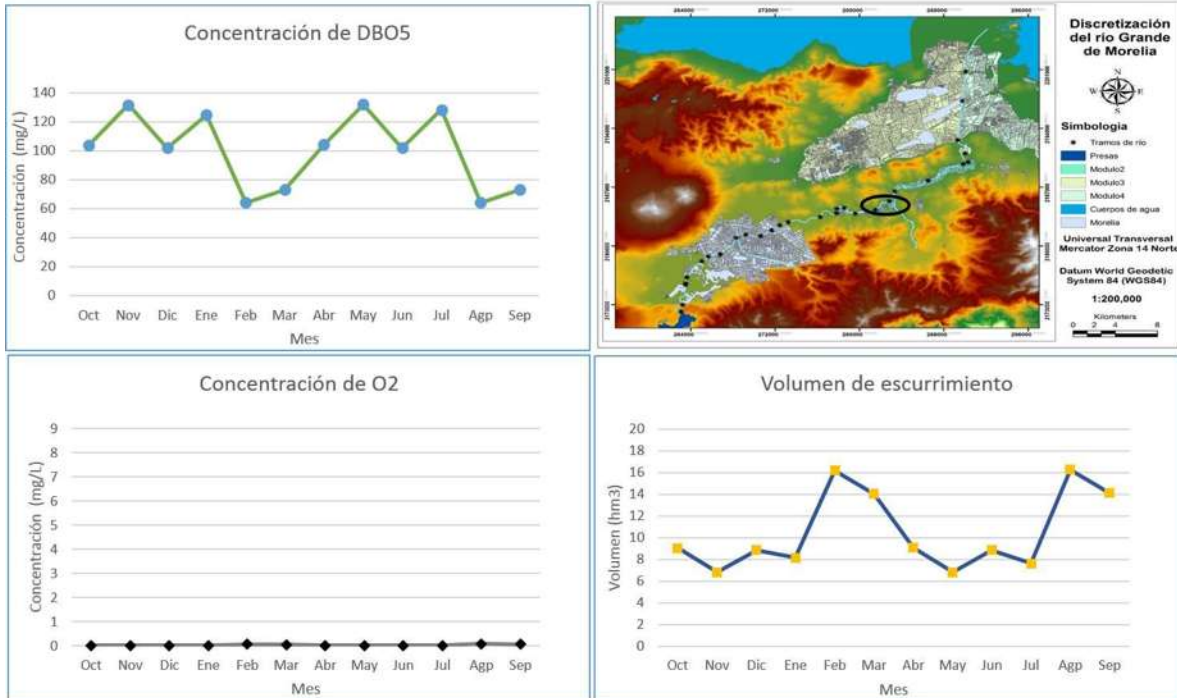 Concentración de DBO5
Concentración (mg/L)
140
120
100
80
60
40
20
0
Oct Nov Dic Ene Feb Mar Abr May Jun Jul Agp Sep
Mes
Discretización
del río Grande
de Morelia
N
W E
S
Simbologia
Tramos de río
Presas
Modulo2
Modulo3
Modulo4
Cuerpos de agua
Morelia
Universal Transversal
Mercator Zona 14 Norte
Datum World Geodetic
System 84 (WGS84)
1:200,000
Kilometers
0 2 4 8
Concentración de O2
Concentración (mg/L)
9
8
7
6
5
4
3
2
1
0
Oct Nov Dic Ene Feb Mar Abr May Jun Jul Agp Sep
Mes
Volumen de escurrimiento
Volumen (hm3)
20
18
16
14
12
10
8
6
4
2
0
Oct Nov Dic Ene Feb Mar Abr May Jun Jul Agp Sep
Mes